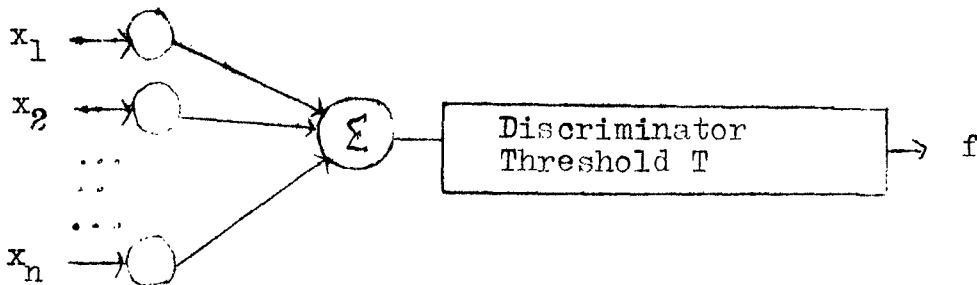 x1
x2
Σ
Discriminator
Threshold T
f
...
...
...
xn